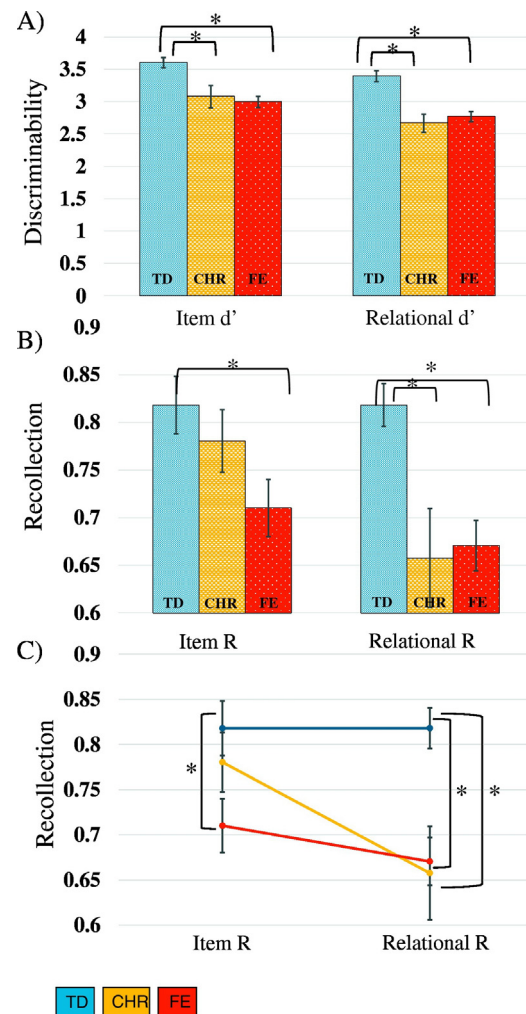 A)
*
*
*
*
4
3.5
3
2.5
2
1.5
1
0.5
0
Discriminability
TD
CHR
FE
TD
CHR
FE
Item d’
Relational d’
0.9
B)
*
*
*
0.85
0.8
0.75
0.7
0.65
0.6
Recollection
TD
CHR
FE
TD
CHR
FE
Item R
Relational R
C)
0.9
0.85
0.8
0.75
0.7
0.65
0.6
Recollection
*
*
*
Item R
Relational R
TD
CHR
FE